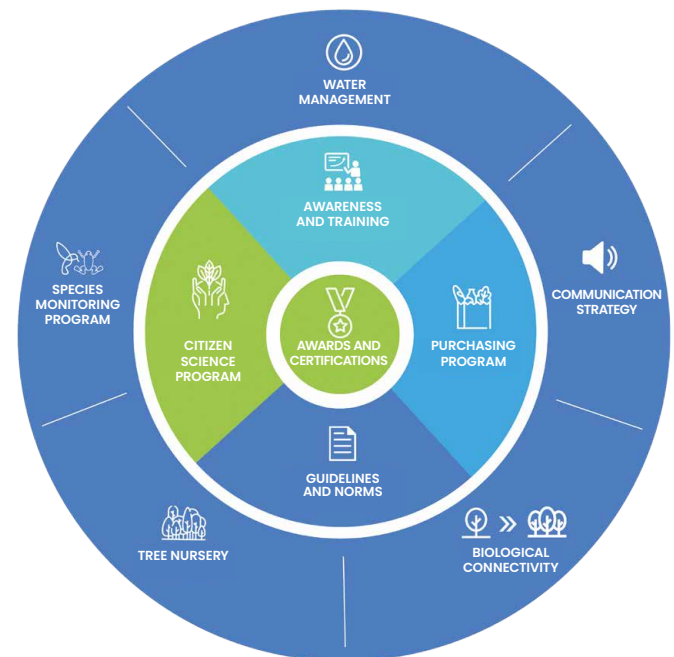 WATER
MANAGEMENT
AWARENESS
AND TRAINING
SPECIES
MONITORING
PROGRAM
COMMUNICATION
STRATEGY
CITIZEN
SCIENCE
PROGRAM
AWARDS AND
CERTIFICATIONS
PURCHASING
PROGRAM
GUIDELINES
AND NORMS
TREE NURSERY
BIOLOGICAL
CONNECTIVITY